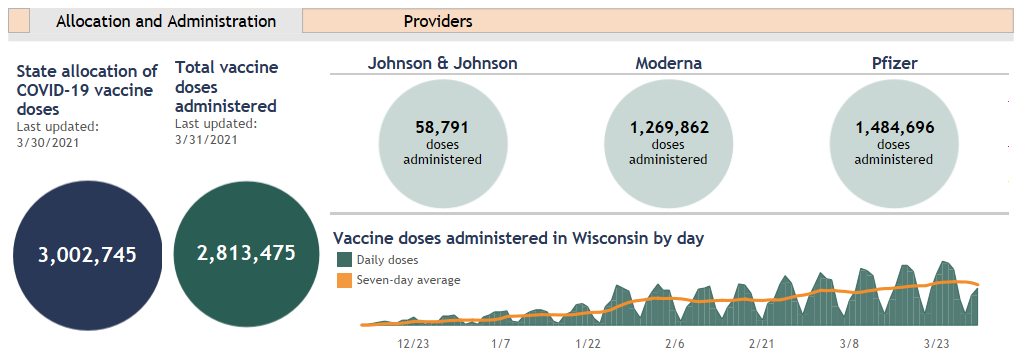 Allocation and Administration
Providers
State allocation of
COVID-19 vaccine
doses
Last updated:
3/30/2021
3,002,745
Total vaccine
doses
administered
Last updated:
3/31/2021
2,813,475
Johnson & Johnson
58,791
doses
administered
Moderna
1,269,862
doses
administered
Pfizer
1,484,696
doses
administered
Vaccine doses administered in Wisconsin by day
Daily doses
Seven-day average
12/23 1/7 1/22 2/6 2/21 3/8 3/23